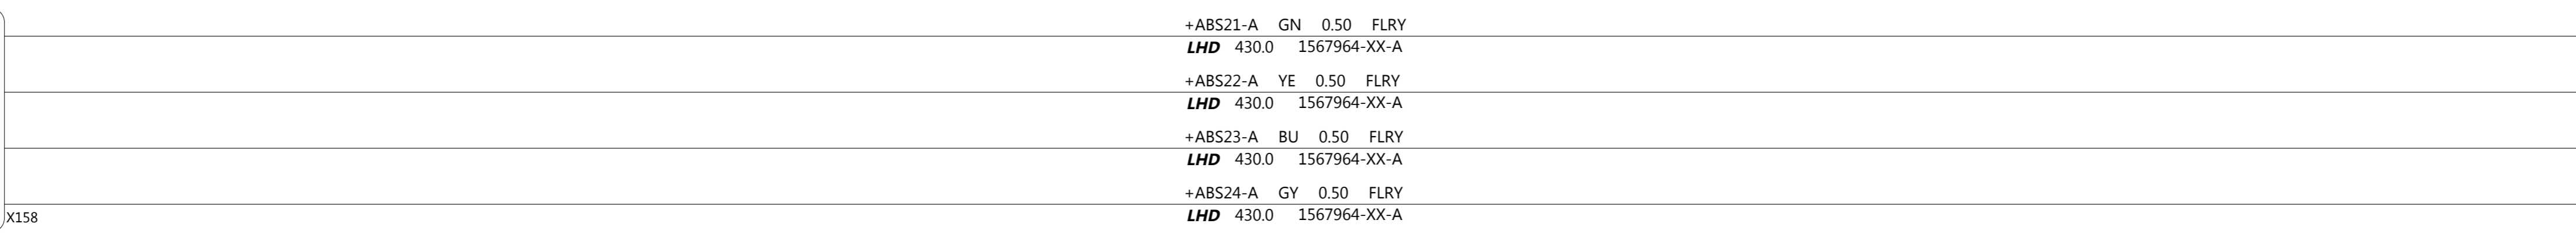 +ABS21-A GN 0.50 FLRY
LHD 430.0 1567964-XX-A
+ABS22-A YE 0.50 FLRY
LHD 430.0 1567964-XX-A
+ABS23-A BU 0.50 FLRY
LHD 430.0 1567964-XX-A
+ABS24-A GY 0.50 FLRY
LHD 430.0 1567964-XX-A
X158